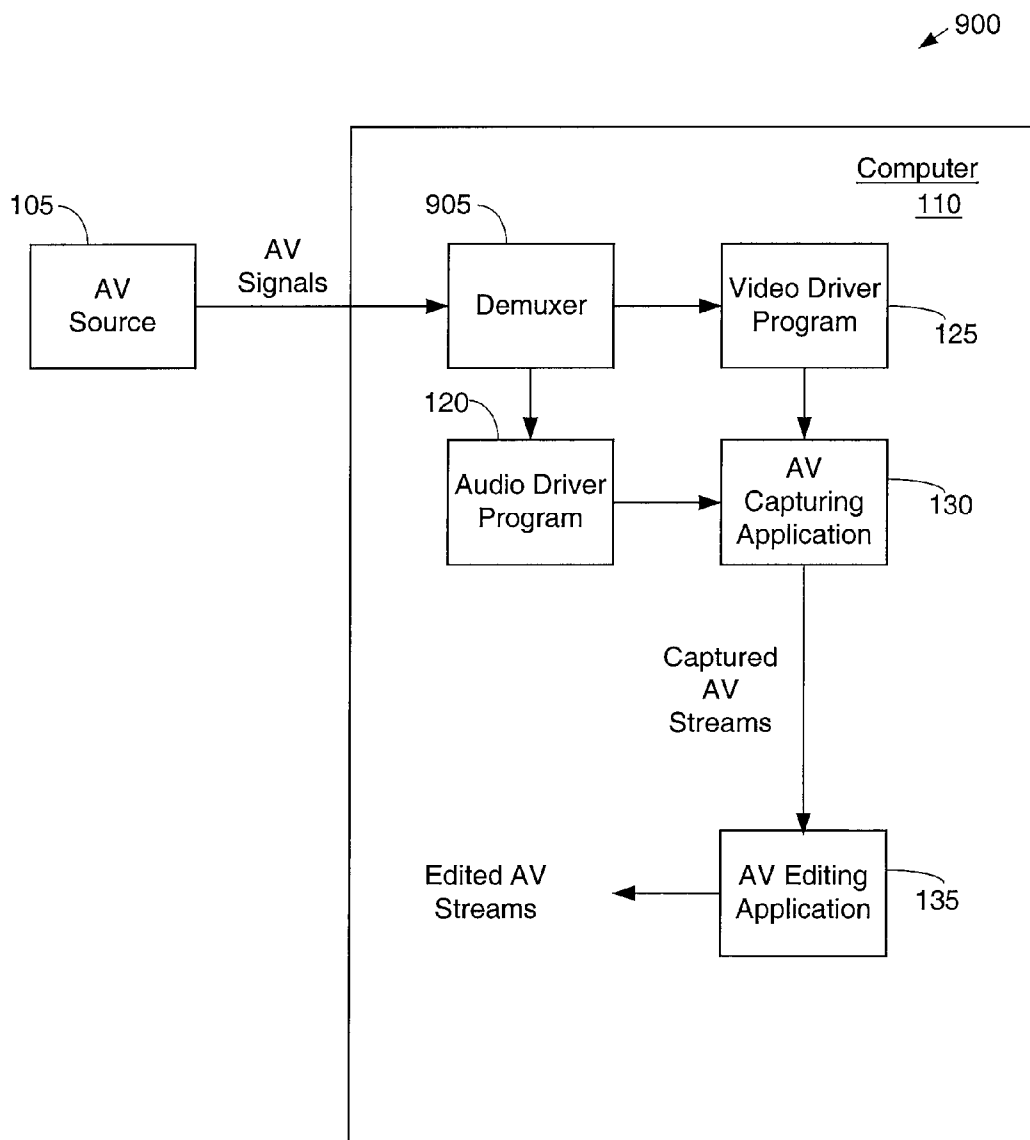 900
Computer
110
105
905
AV
Source
AV
Signals
Demuxer
Video Driver
Program
125
120
Audio Driver
Program
AV
Capturing
Application
130
Captured
AV
Streams
Edited AV
Streams
AV Editing
Application
135